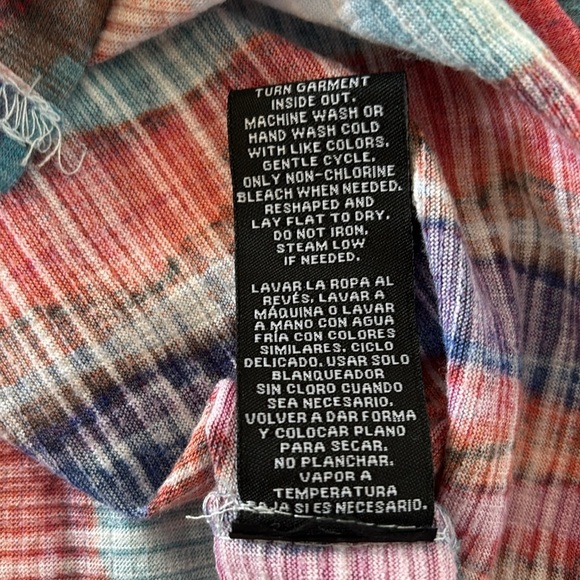 TURN GARMENT
INSIDE OUT.
MACHINE WASH OR
HAND WASH COLD
WITH LIKE COLORS.
GENTLE CYCLE.
ONLY NON-CHLORINE
BLEACH WHEN NEEDED.
RESHAPED AND
LAY FLAT TO DRY.
DO NOT IRON.
STEAM LOW
IF NEEDED.
LAVAR LA ROPA AL
REVÉS, LAVAR A
MÁQUINA O LAVAR
A MANO CON AGUA
FRÍA CON COLORES
SIMILARES. CICLO
DELICADO. USAR SOLO
BLANQUEADOR
SIN CLORO CUANDO
SEA NECESARIO.
VOLVER A DAR FORMA
Y COLOCAR PLANO
PARA SECAR.
NO PLANCHAR.
VAPOR A
TEMPERATURA
BAJA SI ES NECESARIO.